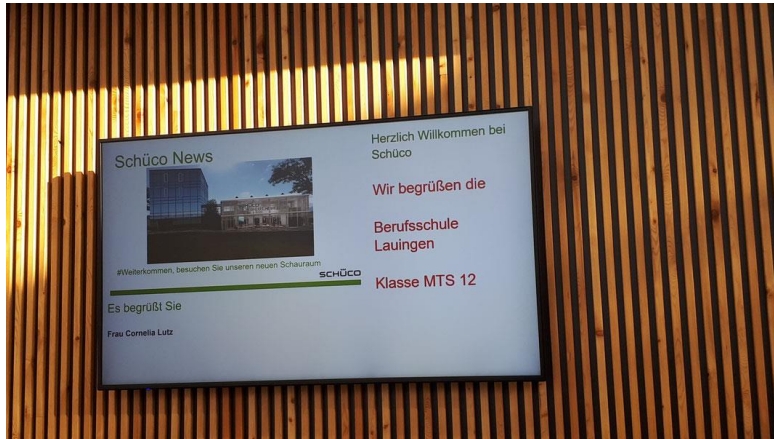 Schüco News
#Weiterkommen, besuchen Sie unseren neuen Schauraum
SCHÜCO
Es begrüßt Sie
Frau Cornelia Lutz
Herzlich Willkommen bei
Schüco
Wir begrüßen die
Berufsschule
Lauingen
Klasse MTS 12